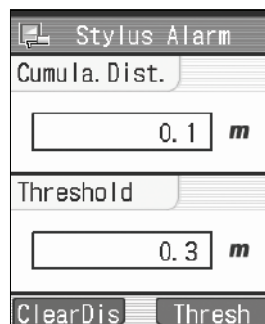 Stylus Alarm
Cumula. Dist.
0.1 m
Threshold
0.3 m
ClearDis Thresh